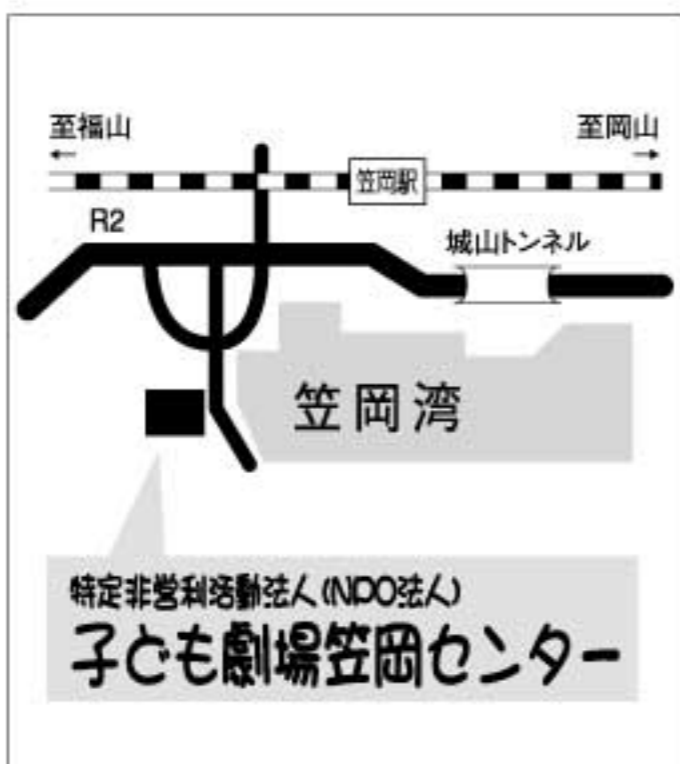 至福山
←
至岡山
→
笠岡駅
R2
城山トンネル
笠岡湾
特定非営利活動法人(NPO法人)
子ども劇場笠岡センター